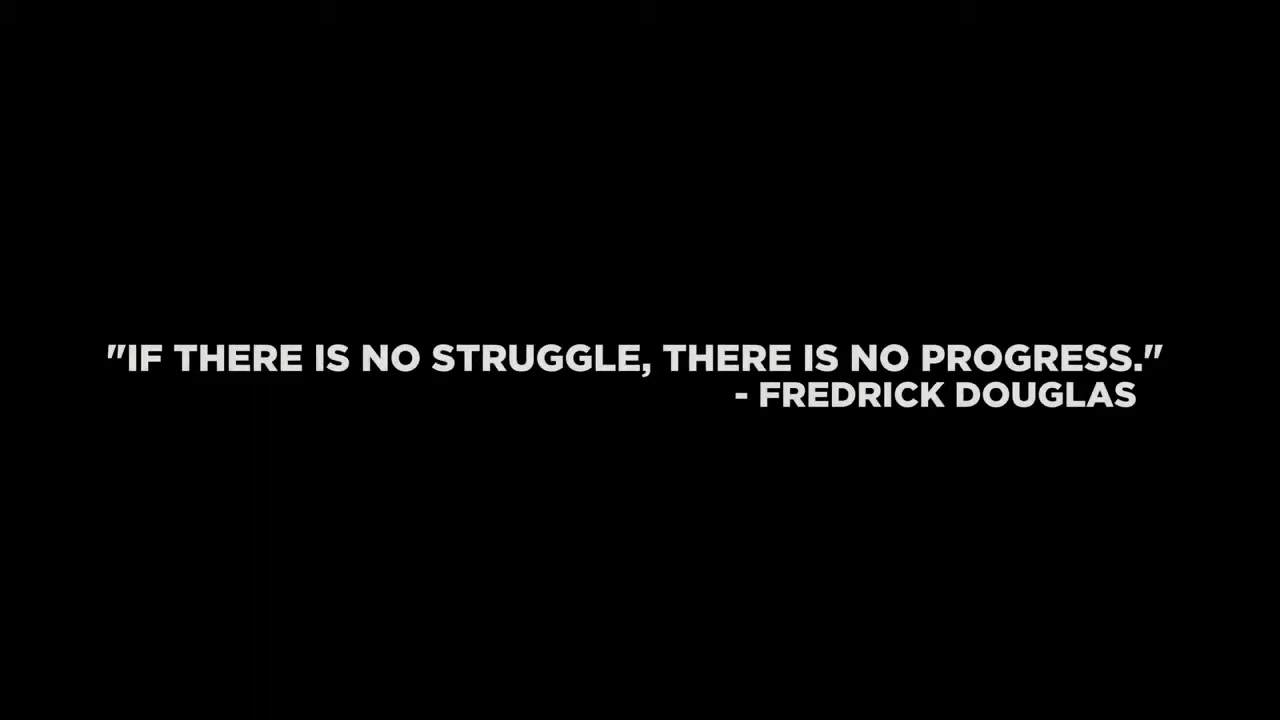 "IF THERE IS NO STRUGGLE, THERE IS NO PROGRESS."
- FREDRICK DOUGLAS